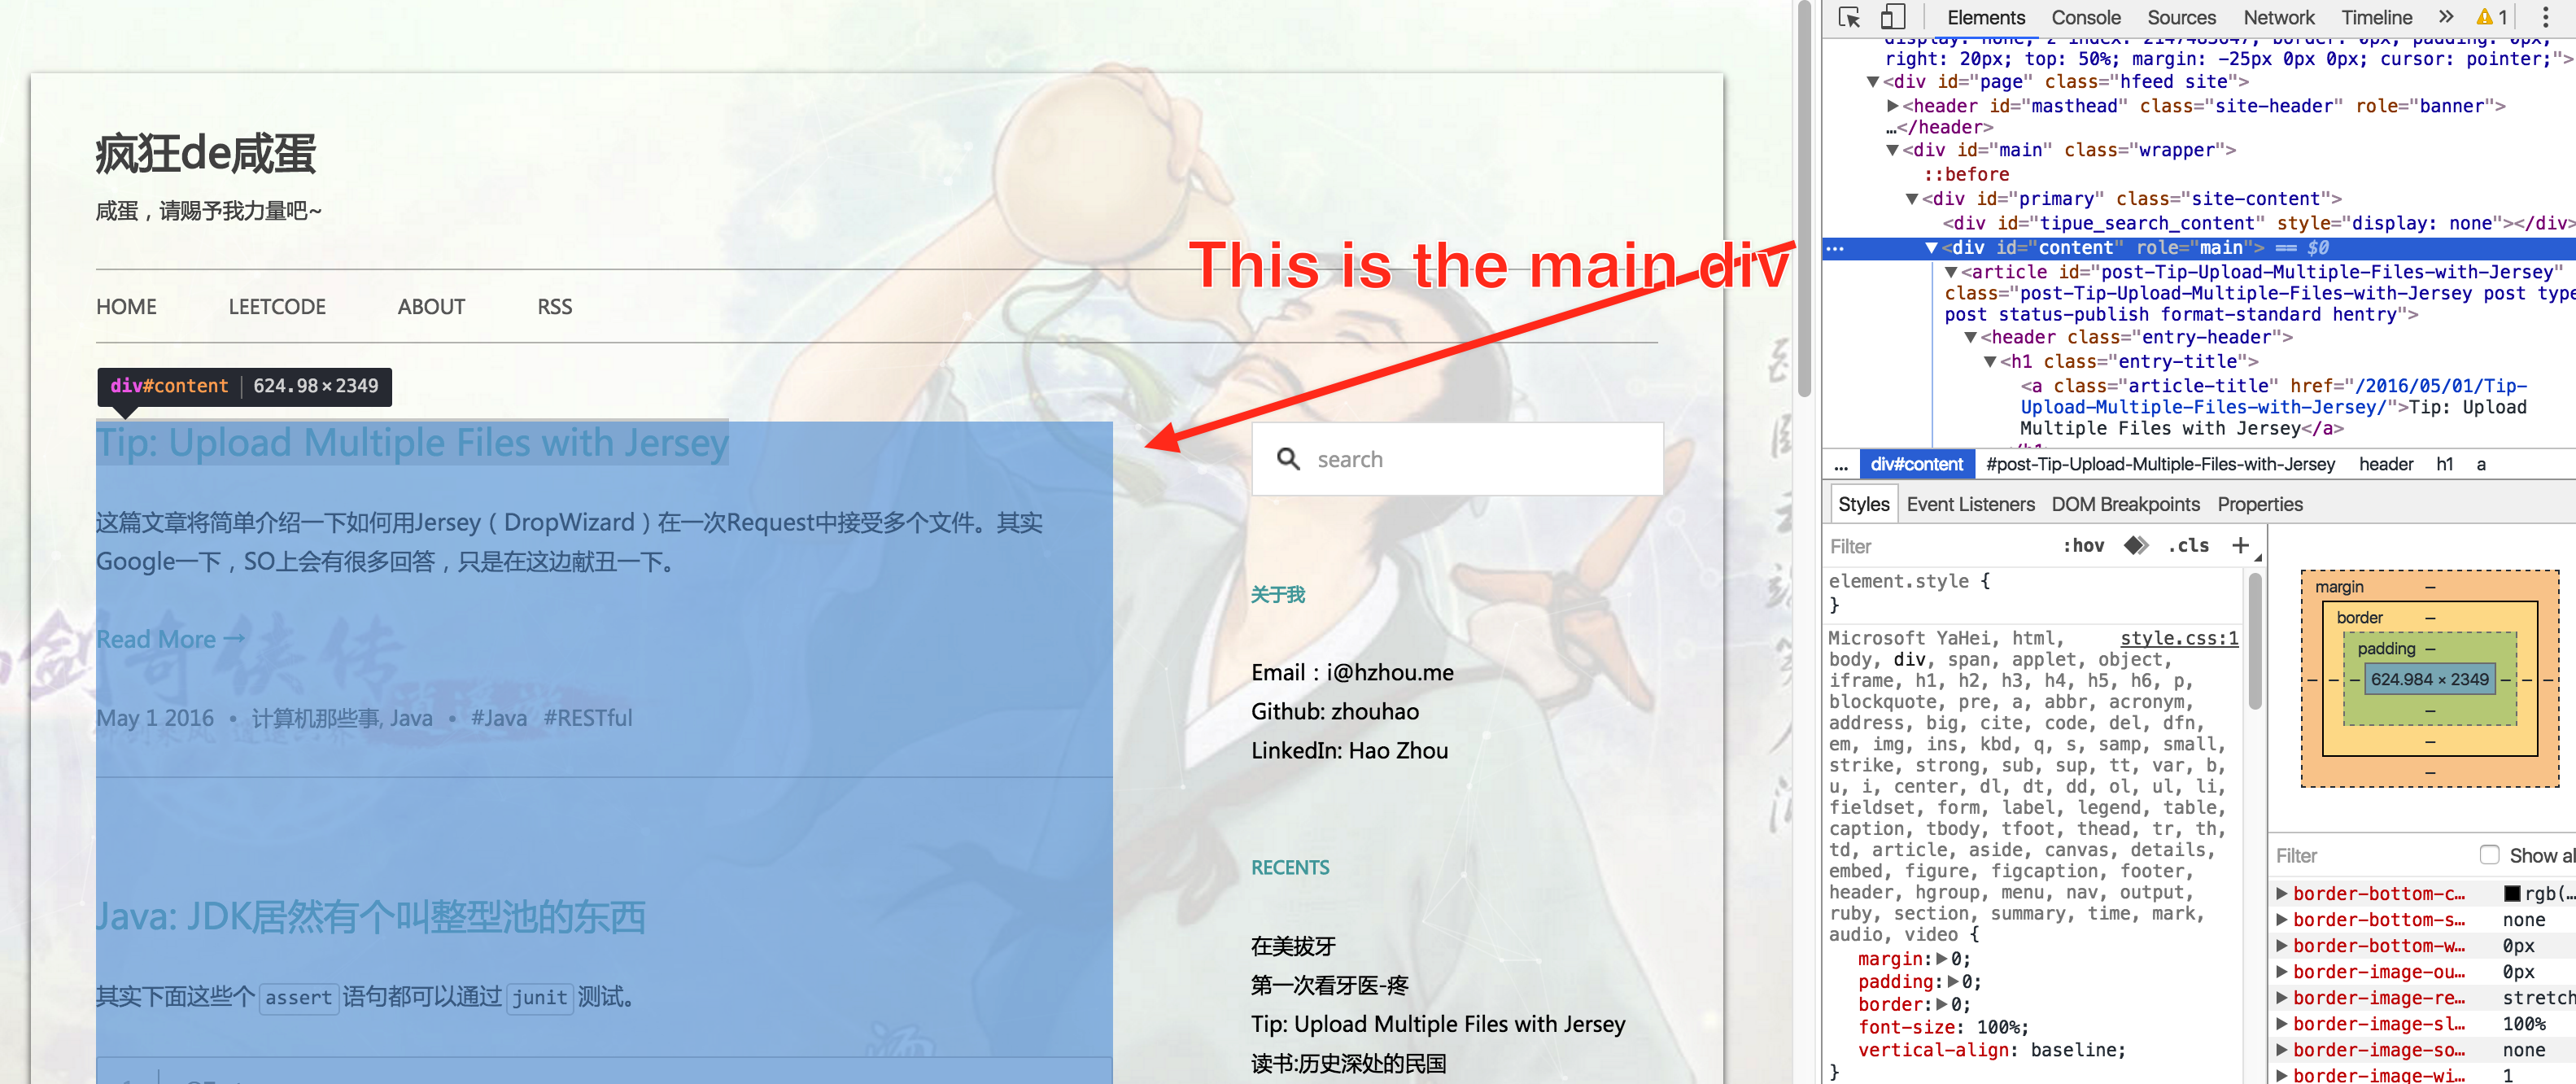 疯狂de咸蛋
咸蛋，请赐予我力量吧~
This is the main div
HOME LEETCODE ABOUT RSS
div#content 624.98×2349
Tip: Upload Multiple Files with Jersey
这篇文章将简单介绍一下如何用Jersey（DropWizard）在一次Request中接受多个文件。其实
Google一下，SO上会有很多回答，只是在这边献丑一下。
Read More →
May 1 2016 • 计算机那些事, Java • #Java #RESTful
Java: JDK居然有个叫整型池的东西
其实下面这些个 assert 语句都可以通过 junit 测试。
search
关于我
Email：i@hzhou.me
Github: zhouhao
LinkedIn: Hao Zhou
RECENTS
在美拔牙
第一次看牙医-疼
Tip: Upload Multiple Files with Jersey
读书:历史深处的民国
Elements Console Sources Network Timeline » 1
right: 20px; top: 50%; margin: -25px 0px 0px; cursor: pointer;">
▼<div id="page" class="hfeed site">
▶<header id="masthead" class="site-header" role="banner">
…</header>
▼<div id="main" class="wrapper">
::before
▼<div id="primary" class="site-content">
<div id="tipue_search_content" style="display: none"></div>
… ▼<div id="content" role="main"> == $0
▼<article id="post-Tip-Upload-Multiple-Files-with-Jersey"
class="post-Tip-Upload-Multiple-Files-with-Jersey post type
post status-publish format-standard hentry">
▼<header class="entry-header">
▼<h1 class="entry-title">
<a class="article-title" href="/2016/05/01/Tip-
Upload-Multiple-Files-with-Jersey/">Tip: Upload
Multiple Files with Jersey</a>
… div#content #post-Tip-Upload-Multiple-Files-with-Jersey header h1 a
Styles Event Listeners DOM Breakpoints Properties
Filter :hov .cls +
element.style {
}
Microsoft YaHei, html, style.css:1
body, div, span, applet, object,
iframe, h1, h2, h3, h4, h5, h6, p,
blockquote, pre, a, abbr, acronym,
address, big, cite, code, del, dfn,
em, img, ins, kbd, q, s, samp, small,
strike, strong, sub, sup, tt, var, b,
u, i, center, dl, dt, dd, ol, ul, li,
fieldset, form, label, legend, table,
caption, tbody, tfoot, thead, tr, th,
td, article, aside, canvas, details,
embed, figure, figcaption, footer,
header, hgroup, menu, nav, output,
ruby, section, summary, time, mark,
audio, video {
margin:▶0;
padding:▶0;
border:▶0;
font-size: 100%;
vertical-align: baseline;
}
margin –
border –
padding –
– – – 624.984 × 2349 – – –
–
–
–
Filter Show al
▶border-bottom-c… rgb(…
▶border-bottom-s… none
▶border-bottom-w… 0px
▶border-image-ou… 0px
▶border-image-re… stretch
▶border-image-sl… 100%
▶border-image-so… none
▶border-image-wi… 1